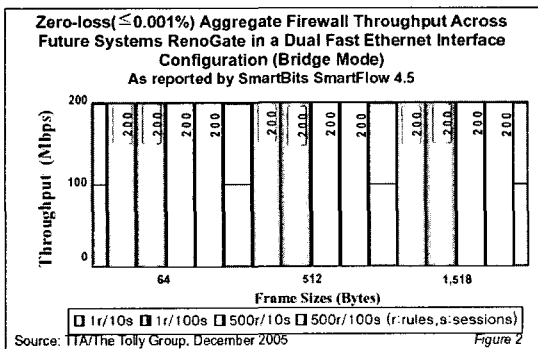 Zero-loss(≤0.001%) Aggregate Firewall Throughput Across
Future Systems RenoGate in a Dual Fast Ethernet Interface
Configuration (Bridge Mode)
As reported by SmartBits SmartFlow 4.5
Throughput (Mbps)
200
100
0
200 200 200 200
200 200 200 200
200 200 200 200
64 512 1,518
Frame Sizes (Bytes)
1r/10s 1r/100s 500r/10s 500r/100s (r:rules,s:sessions)
Source: TTA/The Tolly Group, December 2005 Figure 2